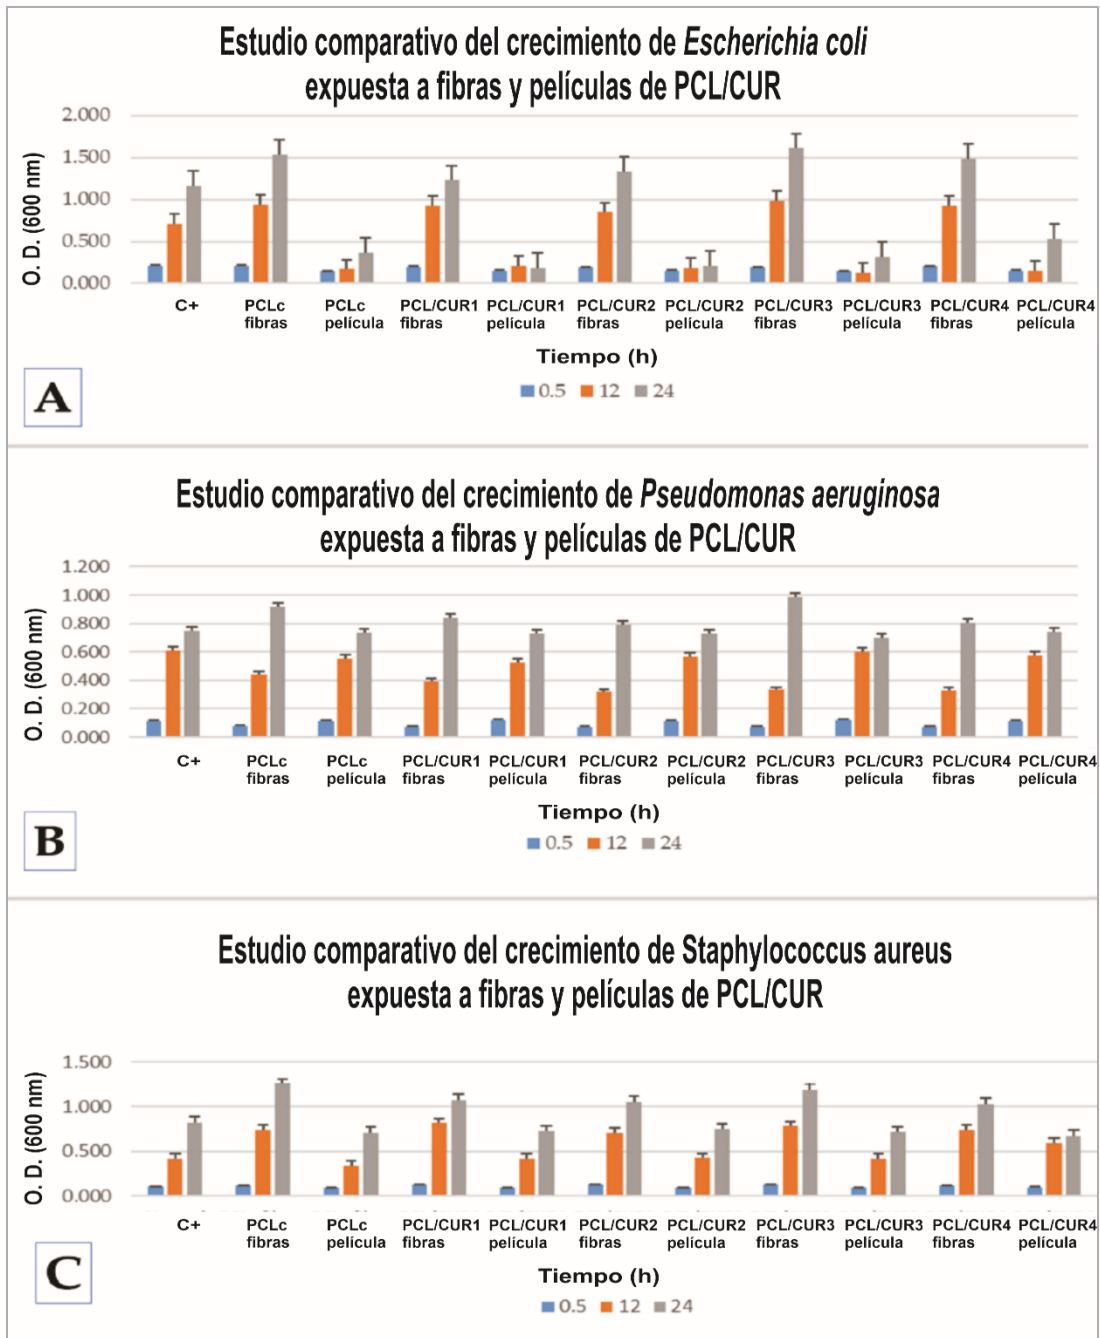 Estudio comparativo del crecimiento de Escherichia coli
expuesta a fibras y películas de PCL/CUR
2.000
1.500
1.000
0.500
0.000
O. D. (600 nm)
C+ PCLc PCLc PCL/CUR1 PCL/CUR1 PCL/CUR2 PCL/CUR2 PCL/CUR3 PCL/CUR3 PCL/CUR4 PCL/CUR4
fibras película fibras película fibras película fibras película fibras película
Tiempo (h)
0.5 12 24
A
Estudio comparativo del crecimiento de Pseudomonas aeruginosa
expuesta a fibras y películas de PCL/CUR
1.200
1.000
0.800
0.600
0.400
0.200
0.000
O. D. (600 nm)
C+ PCLc PCLc PCL/CUR1 PCL/CUR1 PCL/CUR2 PCL/CUR2 PCL/CUR3 PCL/CUR3 PCL/CUR4 PCL/CUR4
fibras película fibras película fibras película fibras película fibras película
Tiempo (h)
0.5 12 24
B
Estudio comparativo del crecimiento de Staphylococcus aureus
expuesta a fibras y películas de PCL/CUR
1.500
1.000
0.500
0.000
O. D. (600 nm)
C+ PCLc PCLc PCL/CUR1 PCL/CUR1 PCL/CUR2 PCL/CUR2 PCL/CUR3 PCL/CUR3 PCL/CUR4 PCL/CUR4
fibras película fibras película fibras película fibras película fibras película
Tiempo (h)
0.5 12 24
C